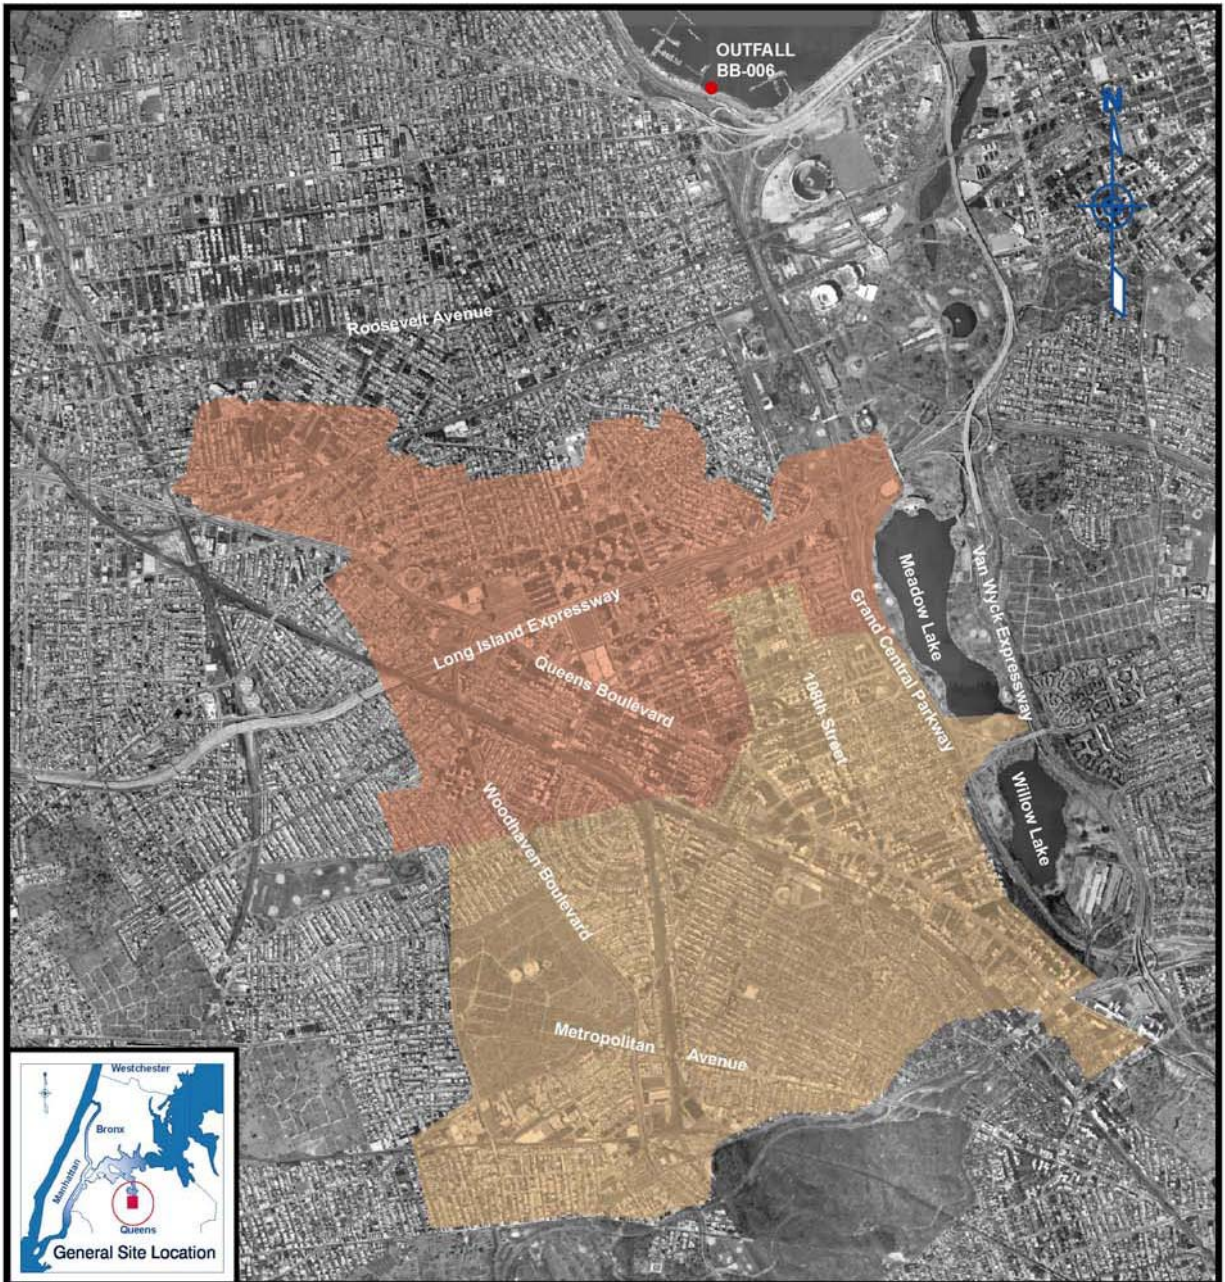 OUTFALL
BB-006
N
Roosevelt Avenue
Long Island Expressway
Queens Boulevard
108th Street
Grand Central Parkway
Meadow Lake
Van Wyck Expressway
Willow Lake
Woodhaven Boulevard
Metropolitan Avenue
Westchester
Bronx
Manhattan
Queens
General Site Location